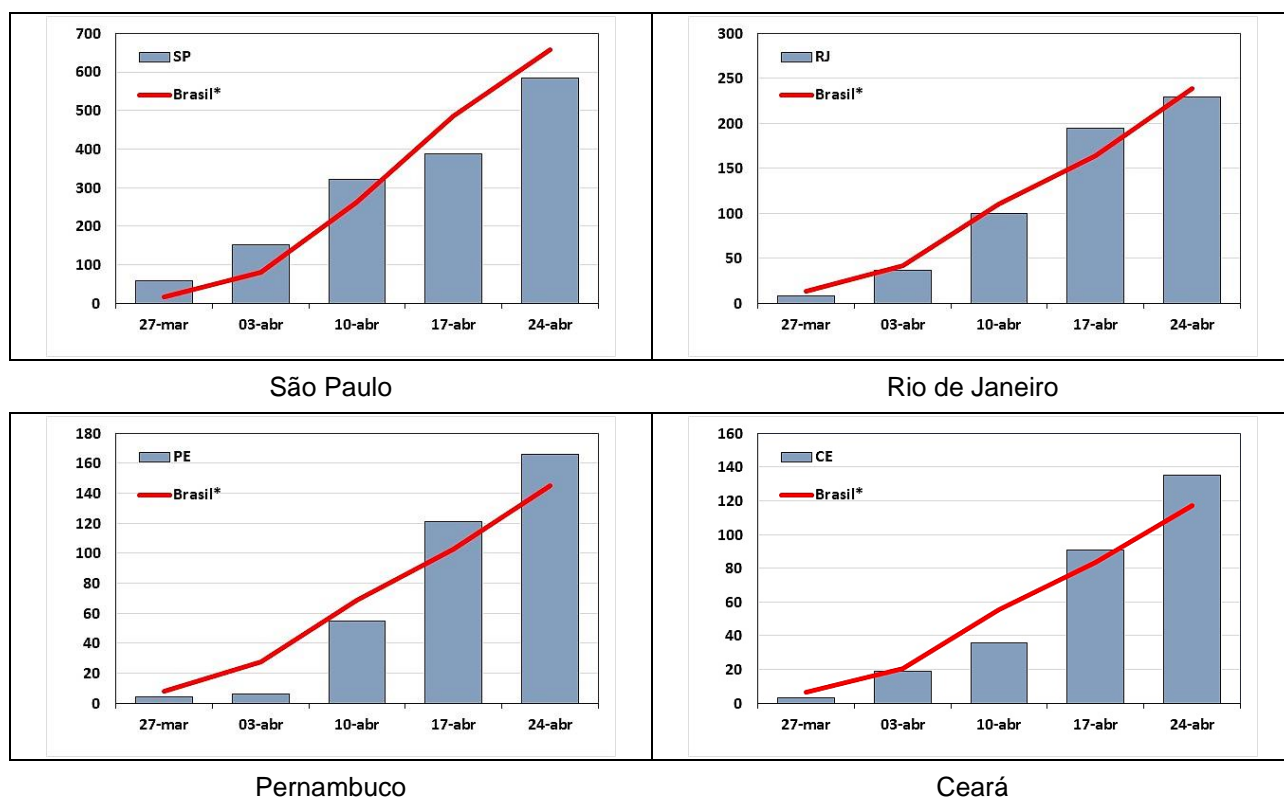 700
600
500
400
300
200
100
0
SP
Brasil*
27-mar 03-abr 10-abr 17-abr 24-abr
300
250
200
150
100
50
0
RJ
Brasil*
27-mar 03-abr 10-abr 17-abr 24-abr
São Paulo
Rio de Janeiro
180
160
140
120
100
80
60
40
20
0
PE
Brasil*
27-mar 03-abr 10-abr 17-abr 24-abr
160
140
120
100
80
60
40
20
0
CE
Brasil*
27-mar 03-abr 10-abr 17-abr 24-abr
Pernambuco
Ceará